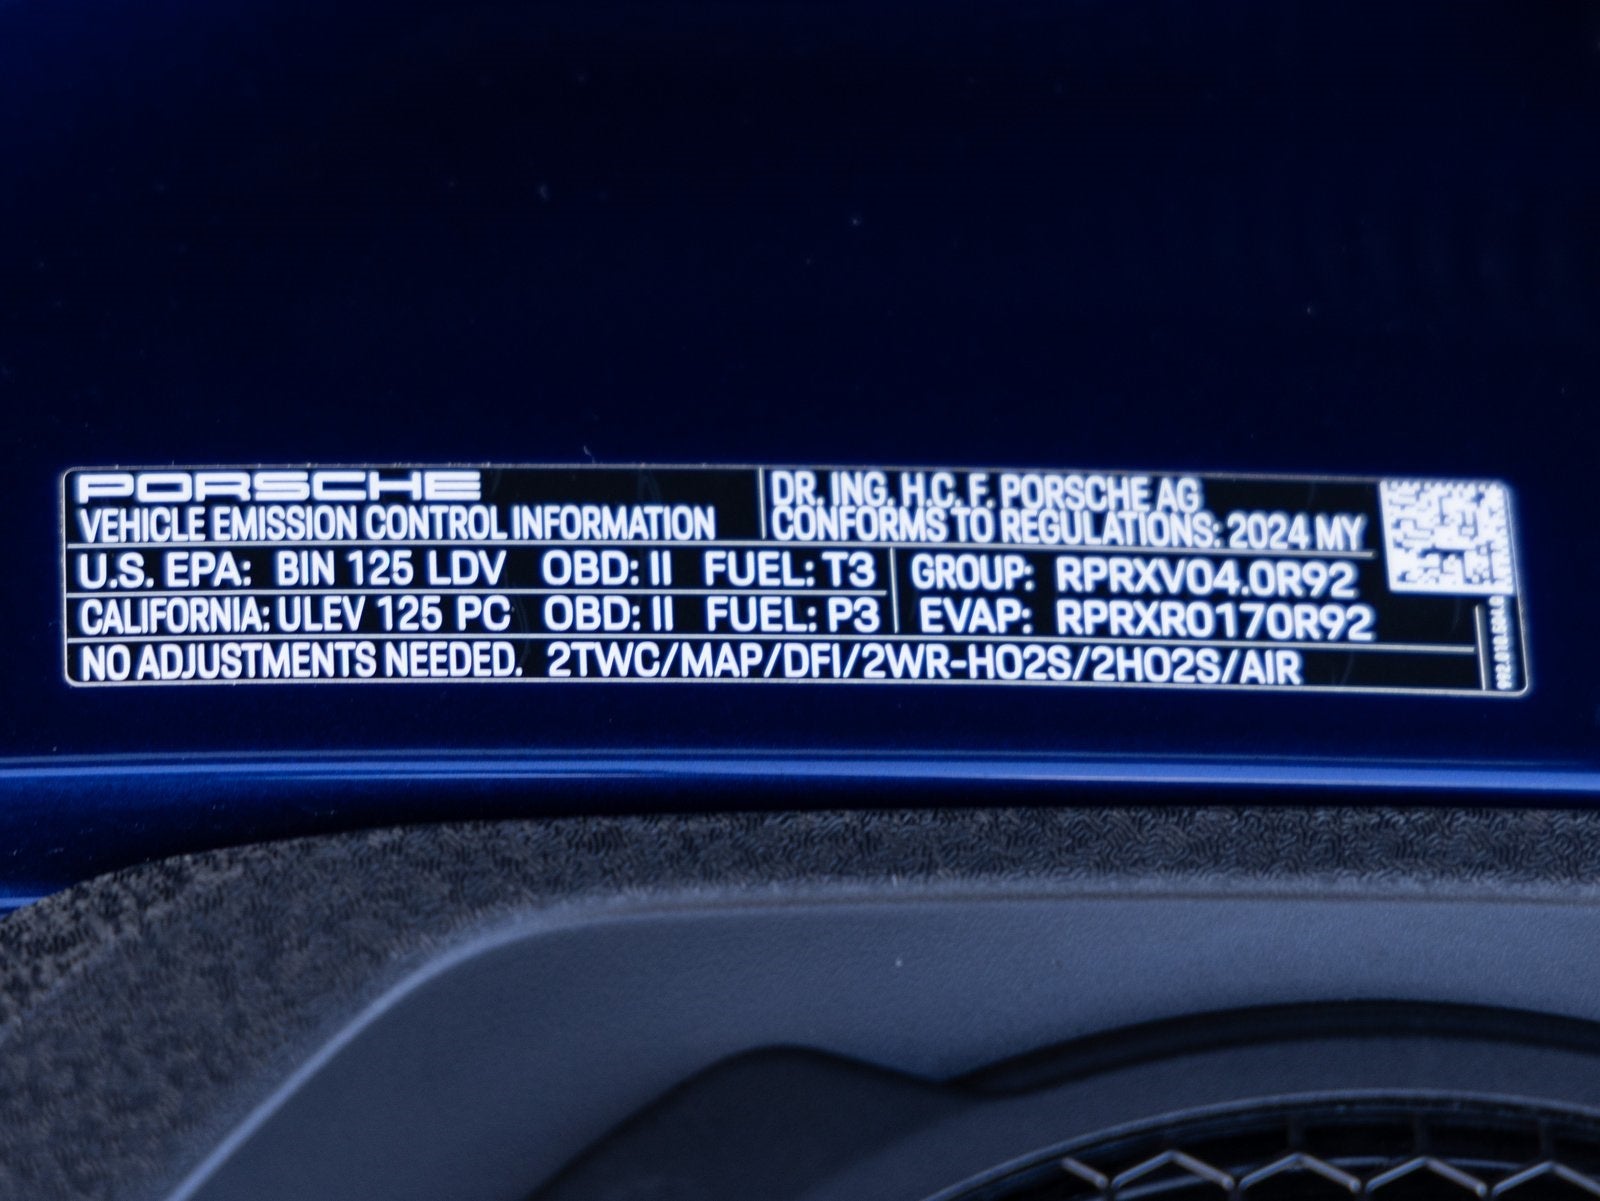 PORSCHE
VEHICLE EMISSION CONTROL INFORMATION
DR. ING. H.C. F. PORSCHE AG
CONFORMS TO REGULATIONS: 2024 MY
U.S. EPA: BIN 125 LDV OBD: II FUEL: T3
CALIFORNIA: ULEV 125 PC OBD: II FUEL: P3
GROUP: RPRXV04.0R92
EVAP: RPRXR0170R92
NO ADJUSTMENTS NEEDED. 2TWC/MAP/DFI/2WR-HO2S/2HO2S/AIR